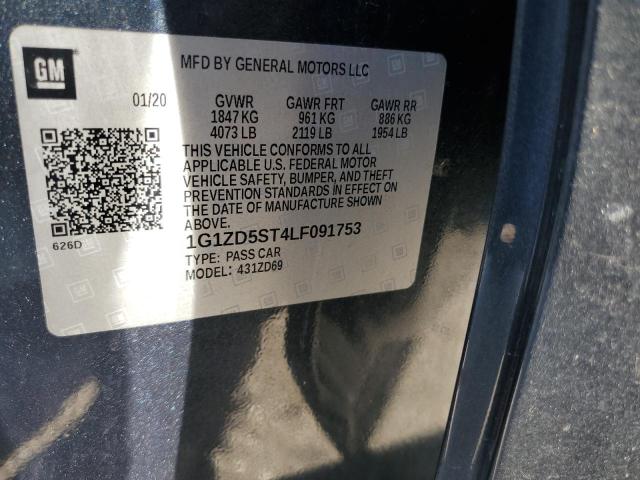 GM
MFD BY GENERAL MOTORS LLC
01/20 GVWR GAWR FRT GAWR RR
1847 KG 961 KG 886 KG
4073 LB 2119 LB 1954 LB
THIS VEHICLE CONFORMS TO ALL
APPLICABLE U.S. FEDERAL MOTOR
VEHICLE SAFETY, BUMPER, AND THEFT
PREVENTION STANDARDS IN EFFECT ON
THE DATE OF MANUFACTURE SHOWN
ABOVE.
626D
1G1ZD5ST4LF091753
TYPE: PASS CAR
MODEL: 431ZD69